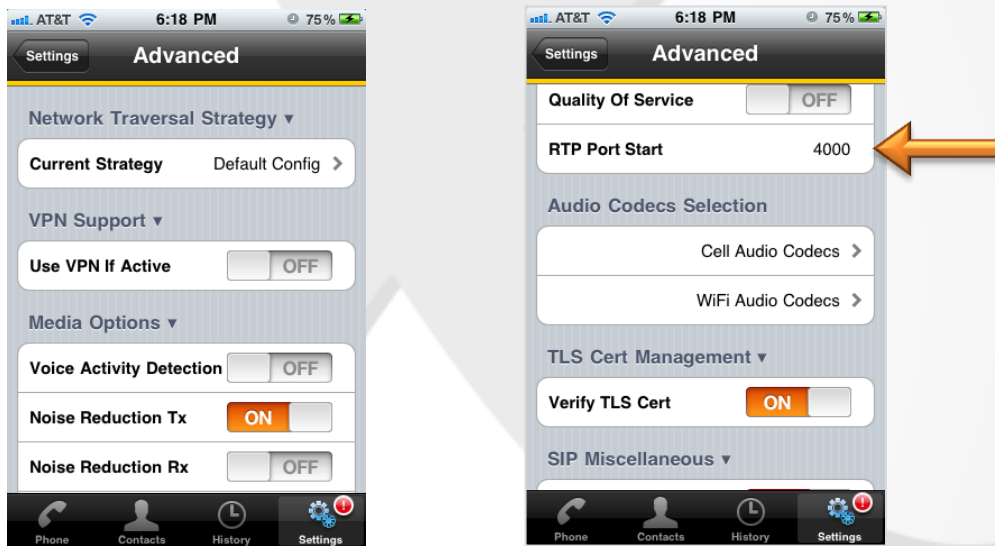 AT&T 6:18 PM 75%
Settings Advanced
Network Traversal Strategy ▾
Current Strategy Default Config >
VPN Support ▾
Use VPN If Active OFF
Media Options ▾
Voice Activity Detection OFF
Noise Reduction Tx ON
Noise Reduction Rx OFF
Phone Contacts History Settings
AT&T 6:18 PM 75%
Settings Advanced
Quality Of Service OFF
RTP Port Start 4000
Audio Codecs Selection
Cell Audio Codecs >
WiFi Audio Codecs >
TLS Cert Management ▾
Verify TLS Cert ON
SIP Miscellaneous ▾
Phone Contacts History Settings